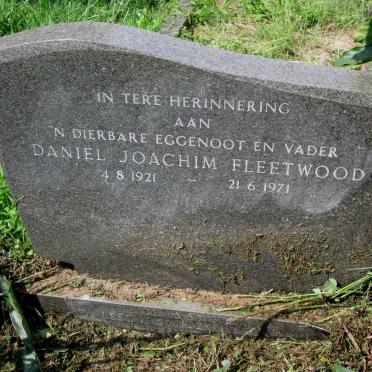 IN TERE HERINNERING
AAN
'N DIERBARE EGGENOOT EN VADER
DANIEL JOACHIM FLEETWOOD
4.8.1921 – 21.6.1971